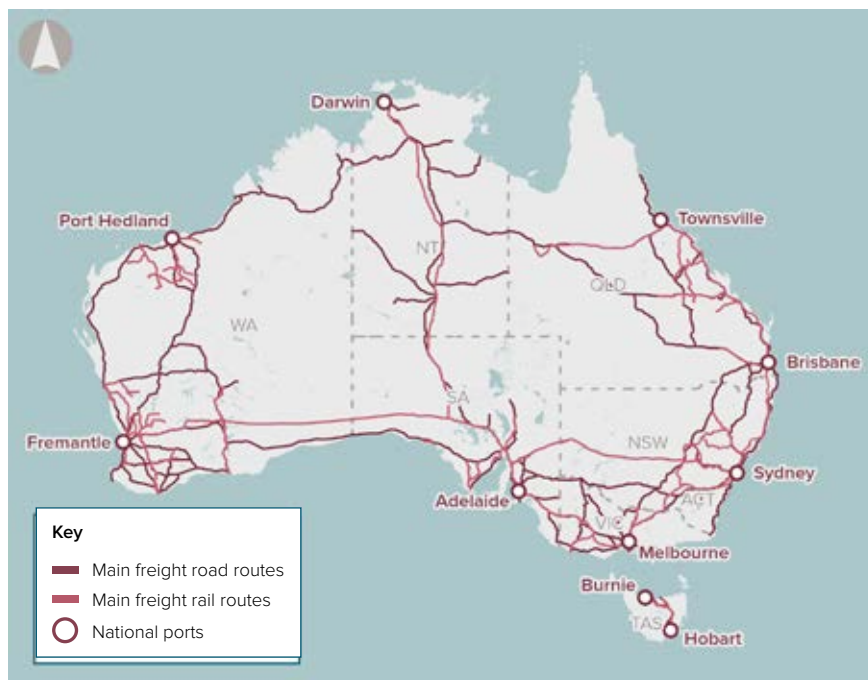 Darwin
Port Hedland
Townsville
NT
QLD
WA
Brisbane
SA
NSW
Fremantle
Sydney
Adelaide
ACT
VIC
Melbourne
Burnie
TAS
Hobart
Key
Main freight road routes
Main freight rail routes
National ports